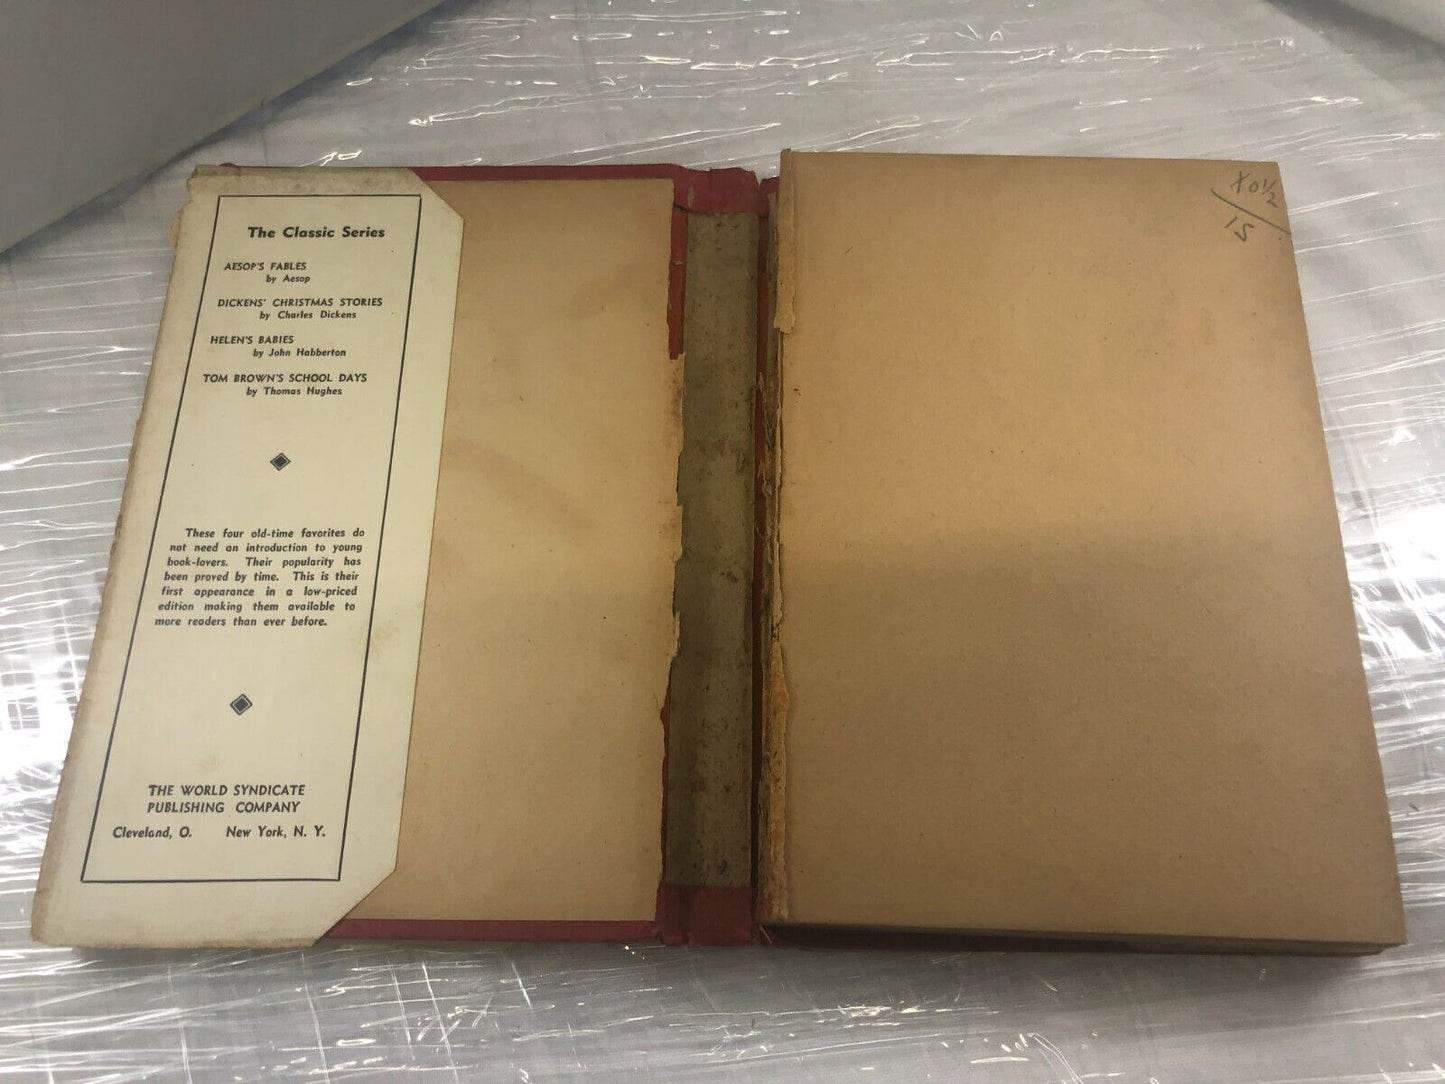 The Classic Series
AESOP'S FABLES
by Aesop
DICKENS' CHRISTMAS STORIES
by Charles Dickens
HELEN'S BABIES
by John Habberton
TOM BROWN'S SCHOOL DAYS
by Thomas Hughes
These four old-time favorites do
not need an introduction to young
book-lovers. Their popularity has
been proved by time. This is their
first appearance in a low-priced
edition making them available to
more readers than ever before.
THE WORLD SYNDICATE
PUBLISHING COMPANY
Cleveland, O. New York, N. Y.
X0½
15